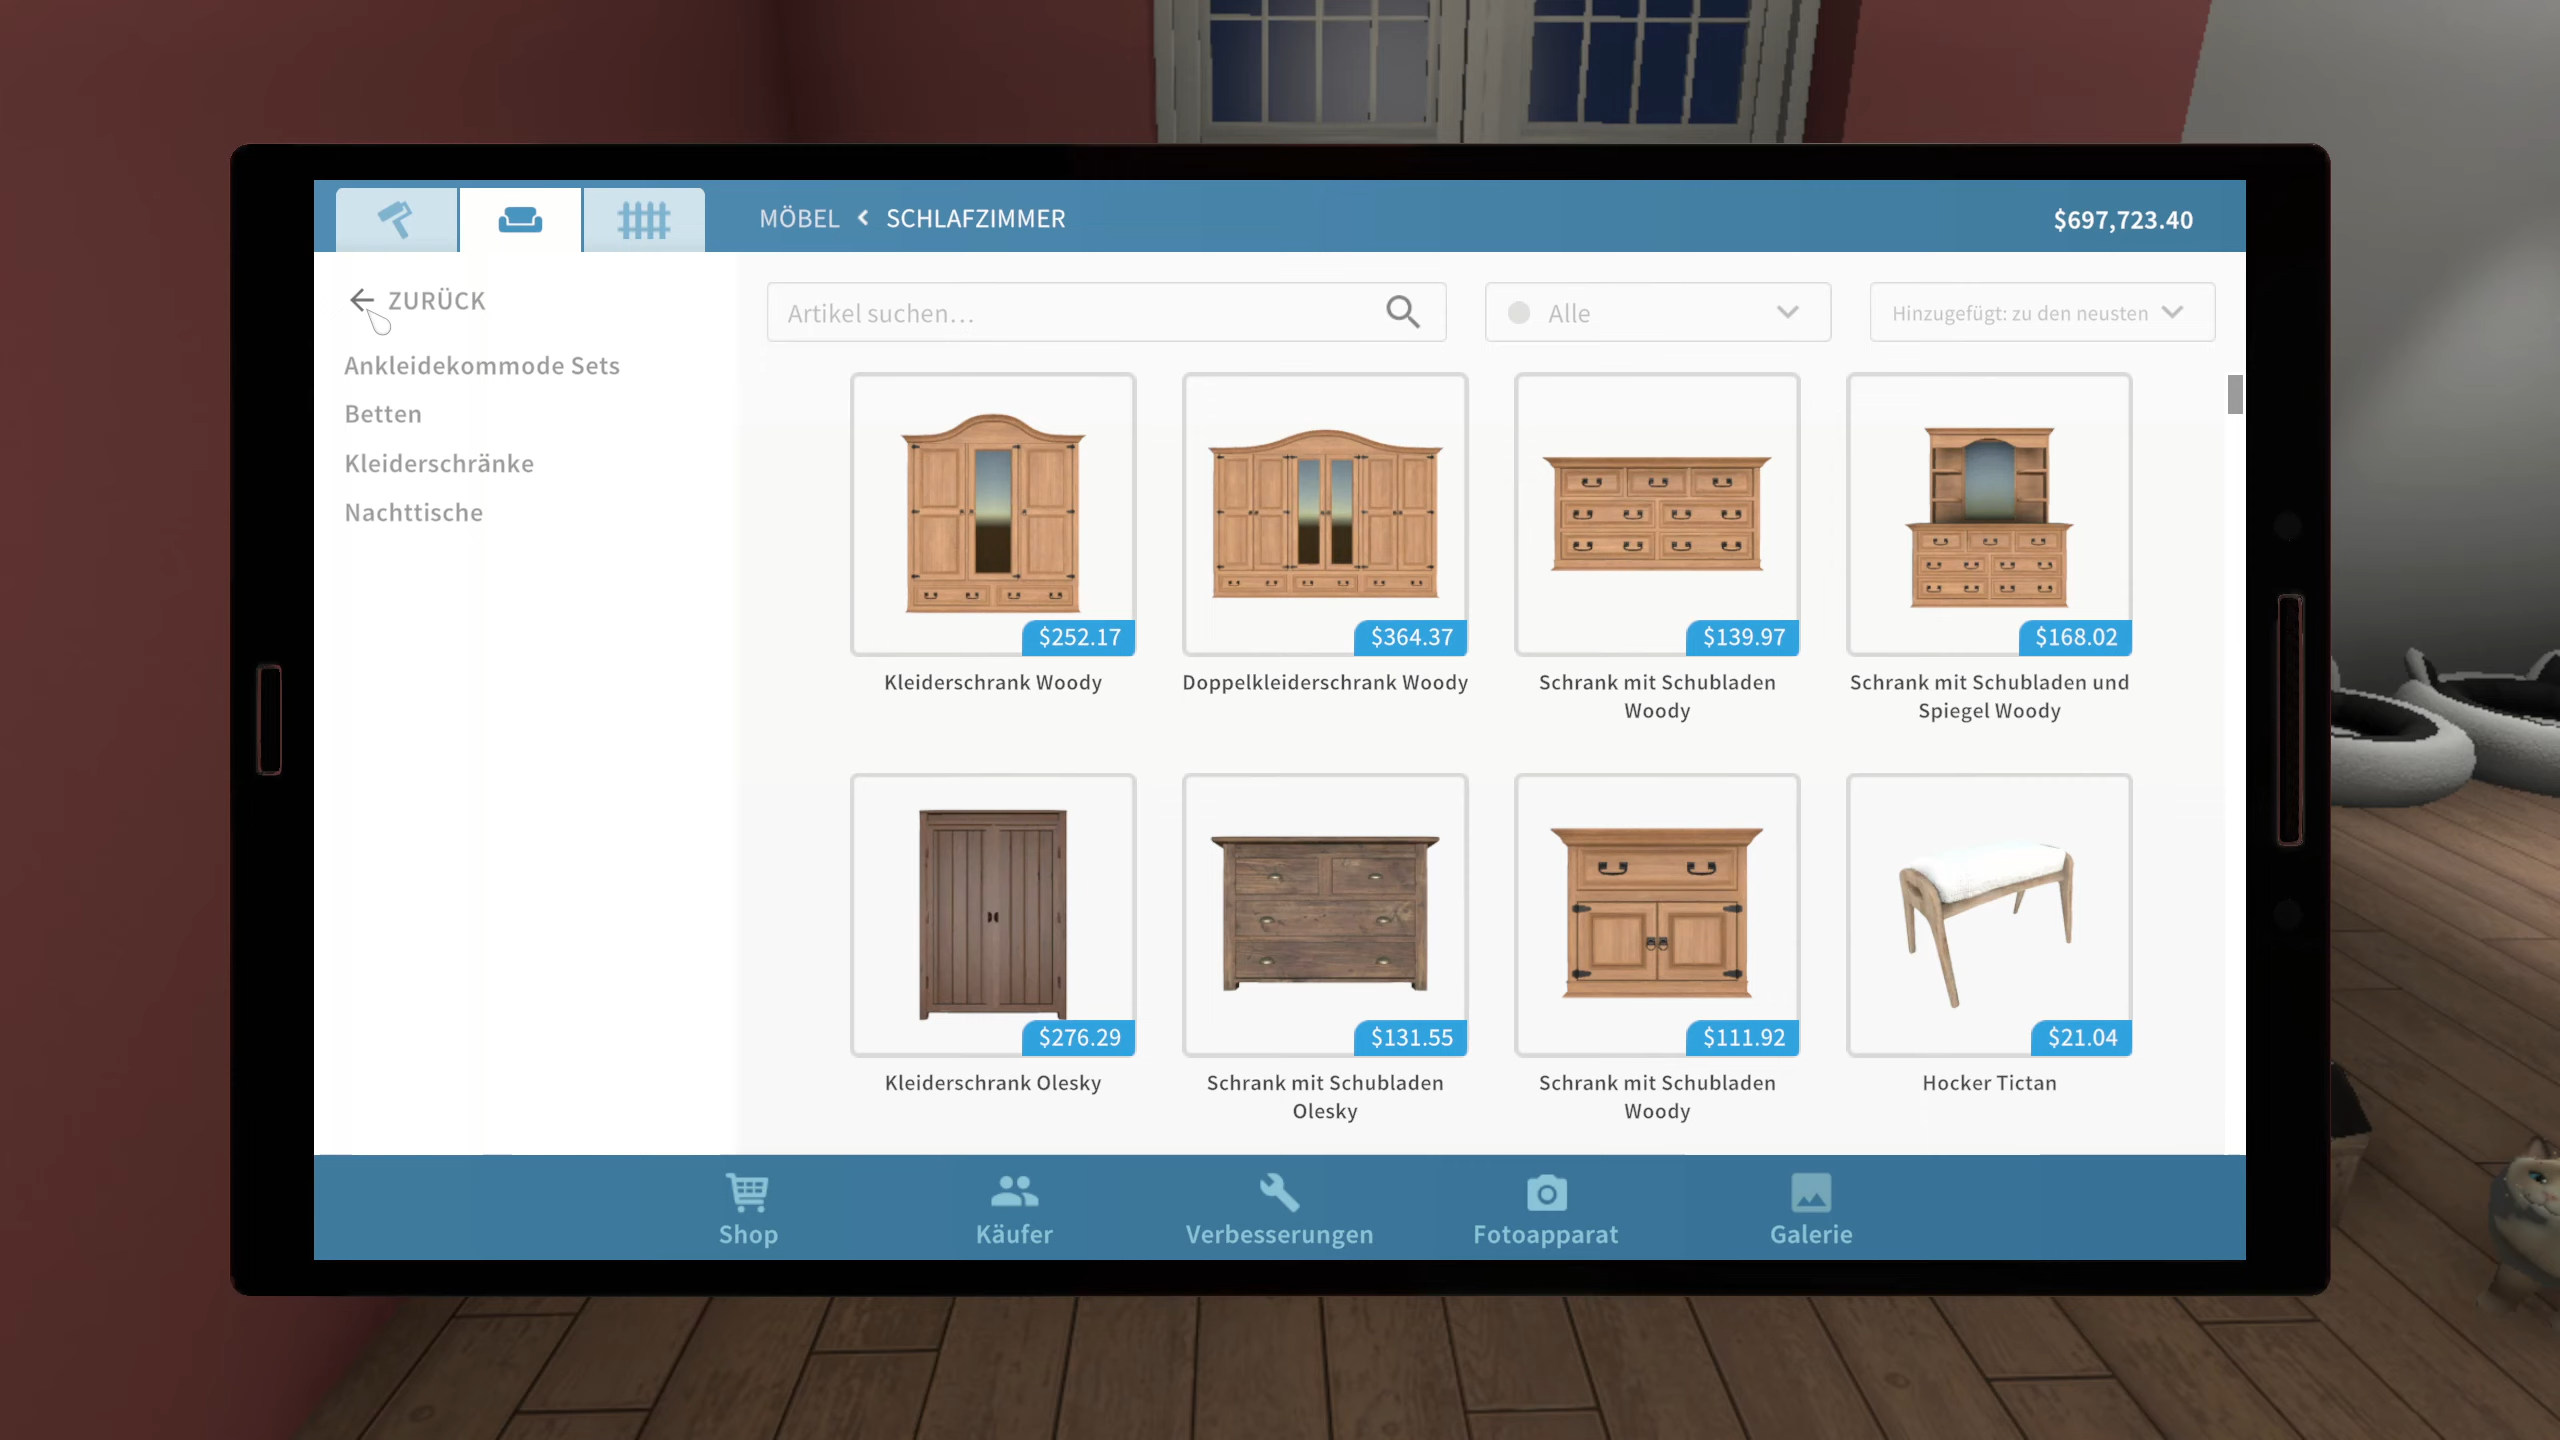 MÖBEL SCHLAFZIMMER
$697,723.40
ZURÜCK
Ankleidekommode Sets
Betten
Kleiderschränke
Nachttische
Artikel suchen...
Alle
Hinzugefügt: zu den neusten
$252.17
$364.37
$139.97
$168.02
Kleiderschrank Woody
Doppelkleiderschrank Woody
Schrank mit Schubladen
Woody
Schrank mit Schubladen und
Spiegel Woody
$276.29
$131.55
$111.92
$21.04
Kleiderschrank Olesky
Schrank mit Schubladen
Olesky
Schrank mit Schubladen
Woody
Hocker Tictan
Shop
Käufer
Verbesserungen
Fotoapparat
Galerie